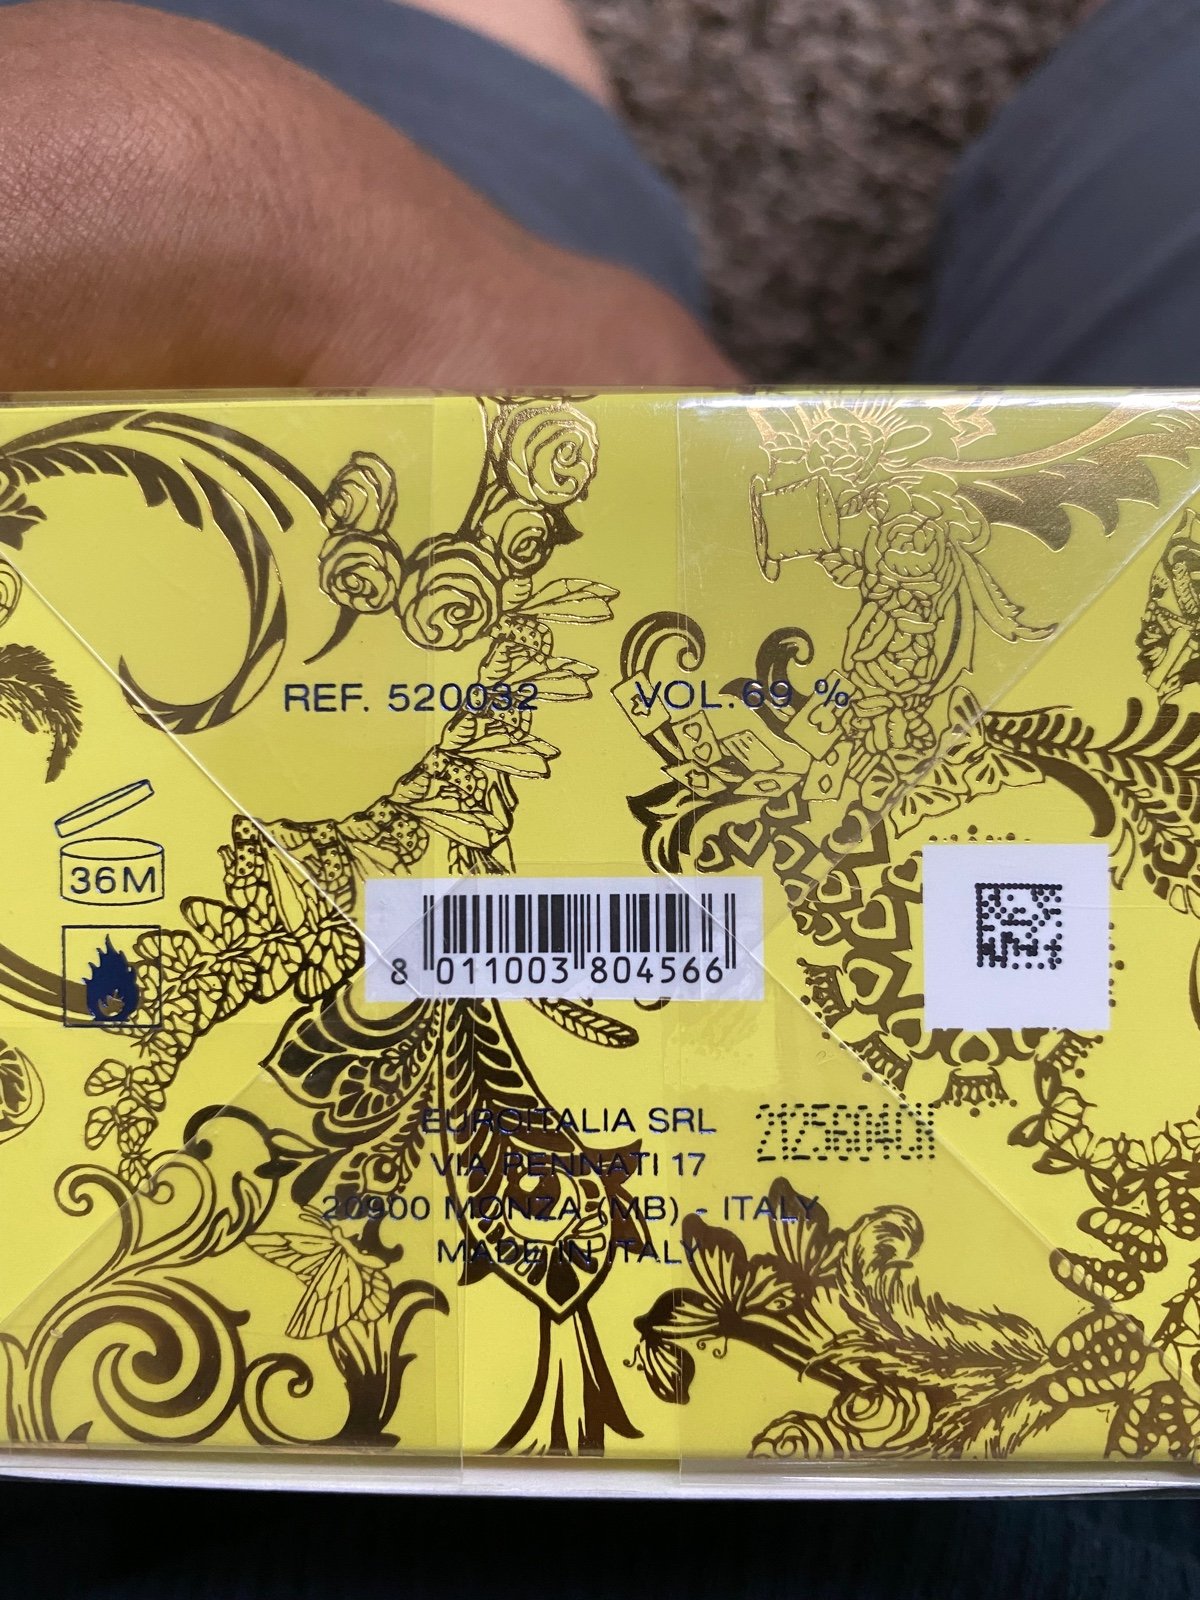 REF. 520032 VOL. 69 %
36M
8 011003 804566
EUROITALIA SRL
VIA PENNATI 17
20900 MONZA (MB) - ITALY
MADE IN ITALY